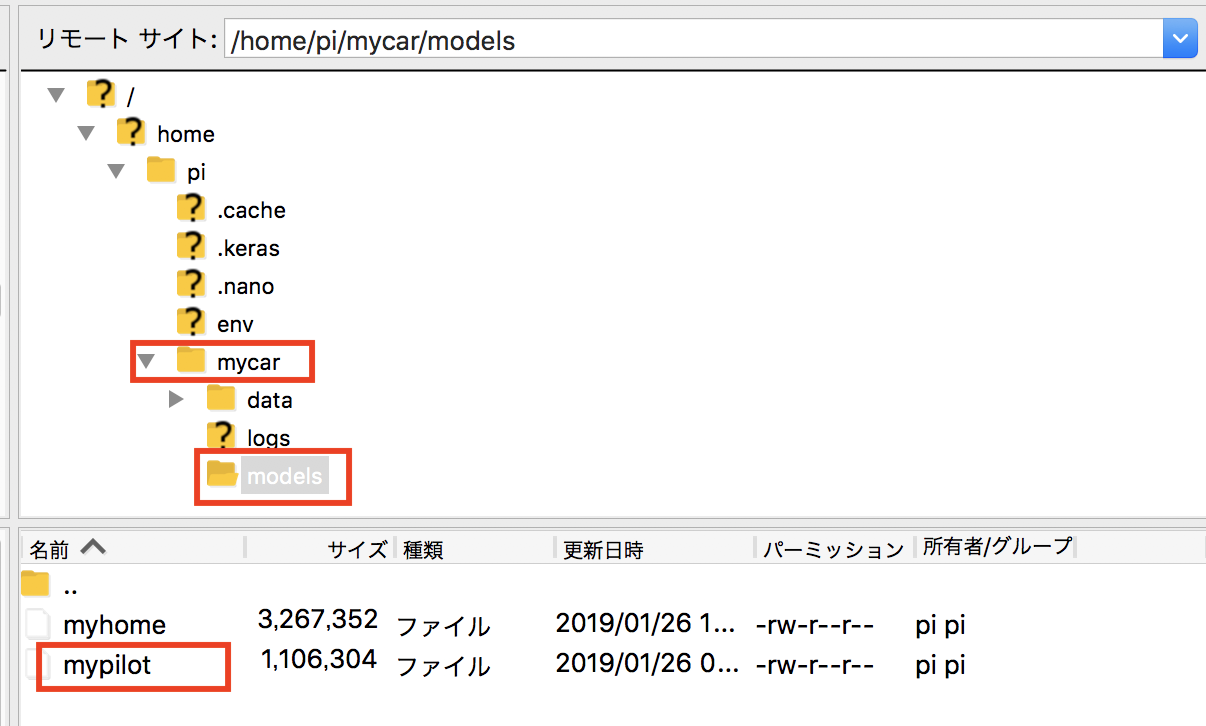 リモート サイト: /home/pi/mycar/models
/
home
pi
.cache
.keras
.nano
env
mycar
data
logs
models
名前 サイズ 種類 更新日時 パーミッション 所有者/グループ
..
myhome 3,267,352 ファイル 2019/01/26 1... -rw-r--r-- pi pi
mypilot 1,106,304 ファイル 2019/01/26 0... -rw-r--r-- pi pi